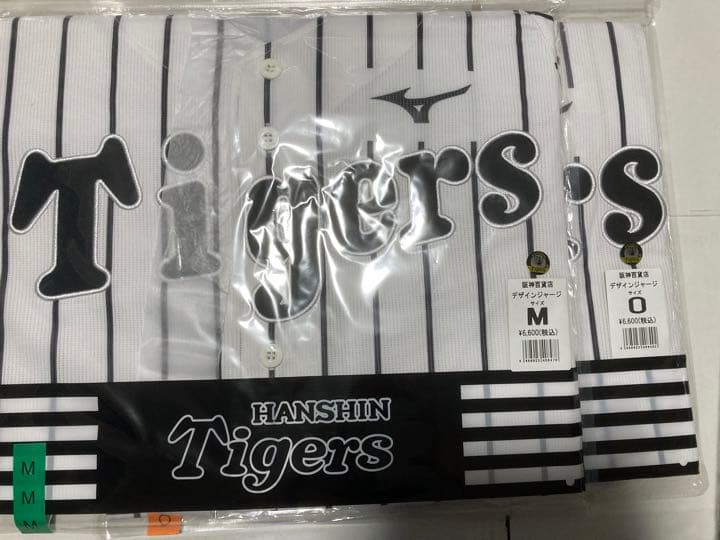 Tigers
s
阪神百貨店
デザインジャージ
サイズ
M
¥6,600(税込)
阪神百貨店
デザインジャージ
サイズ
O
¥6,600(税込)
HANSHIN
Tigers
M
M
M
O